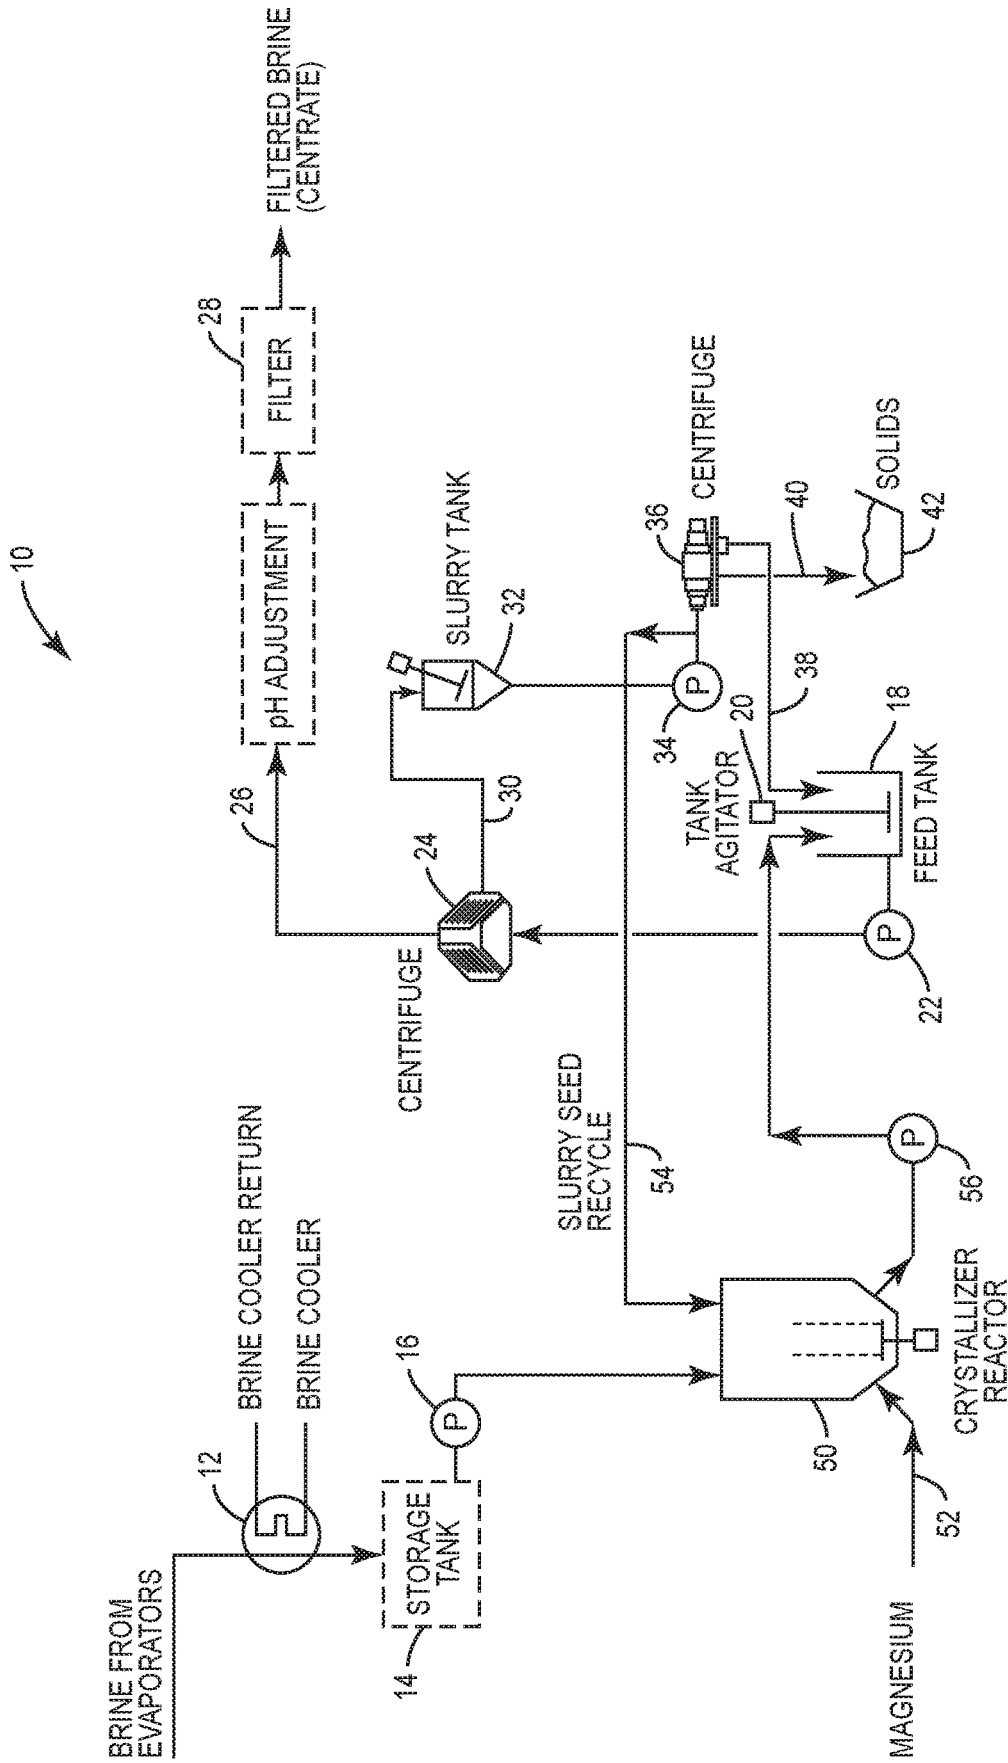 10
BRINE FROM
EVAPORATORS
12
BRINE COOLER RETURN
BRINE COOLER
26
pH ADJUSTMENT
28
FILTER
FILTERED BRINE
(CENTRATE)
14
STORAGE
TANK
16
P
CENTRIFUGE
24
30
SLURRY TANK
32
SLURRY SEED
RECYCLE
54
34
P
36
CENTRIFUGE
TANK
AGITATOR
20
38
40
SOLIDS
42
MAGNESIUM
52
50
CRYSTALLIZER
REACTOR
56
P
22
P
FEED TANK
18